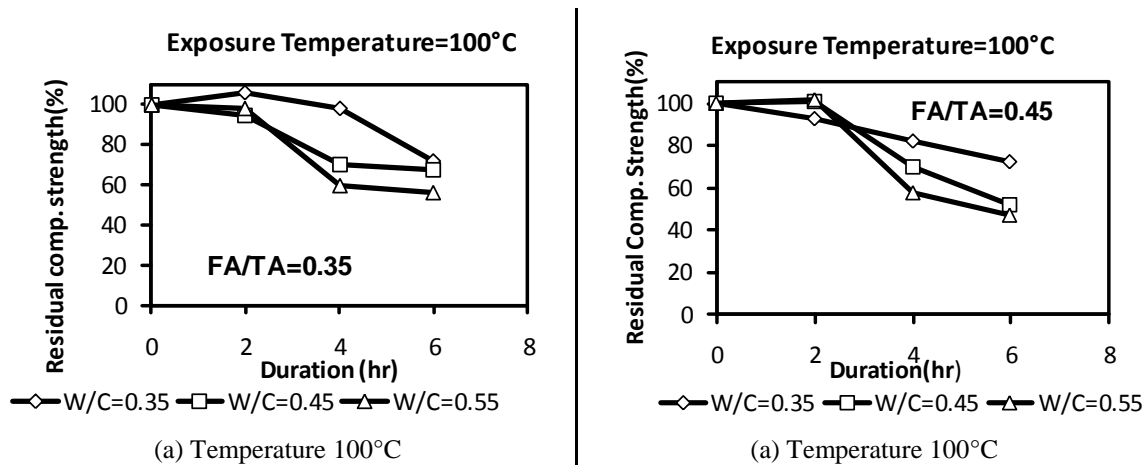 Exposure Temperature=100°C
Residual comp. strength(%)
100
80
60
40
20
0
FA/TA=0.35
0 2 4 6 8
Duration (hr)
W/C=0.35 W/C=0.45 W/C=0.55
(a) Temperature 100°C
Exposure Temperature=100°C
Residual Comp. Strength(%)
100
80
60
40
20
0
FA/TA=0.45
0 2 4 6 8
Duration(hr)
W/C=0.35 W/C=0.45 W/C=0.55
(a) Temperature 100°C